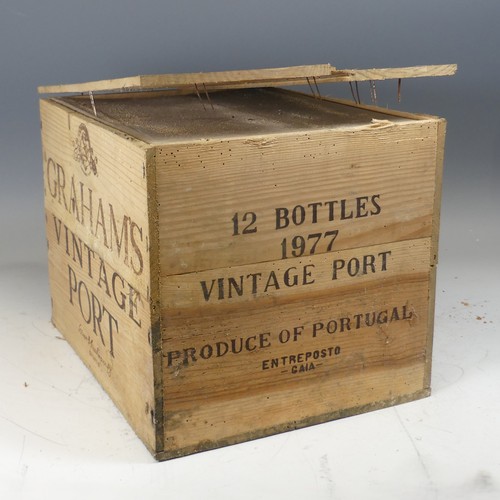 GRAHAM'S
VINTAGE
PORT
12 BOTTLES
1977
VINTAGE PORT
PRODUCE OF PORTUGAL
ENTREPOSTO
-GAIA-